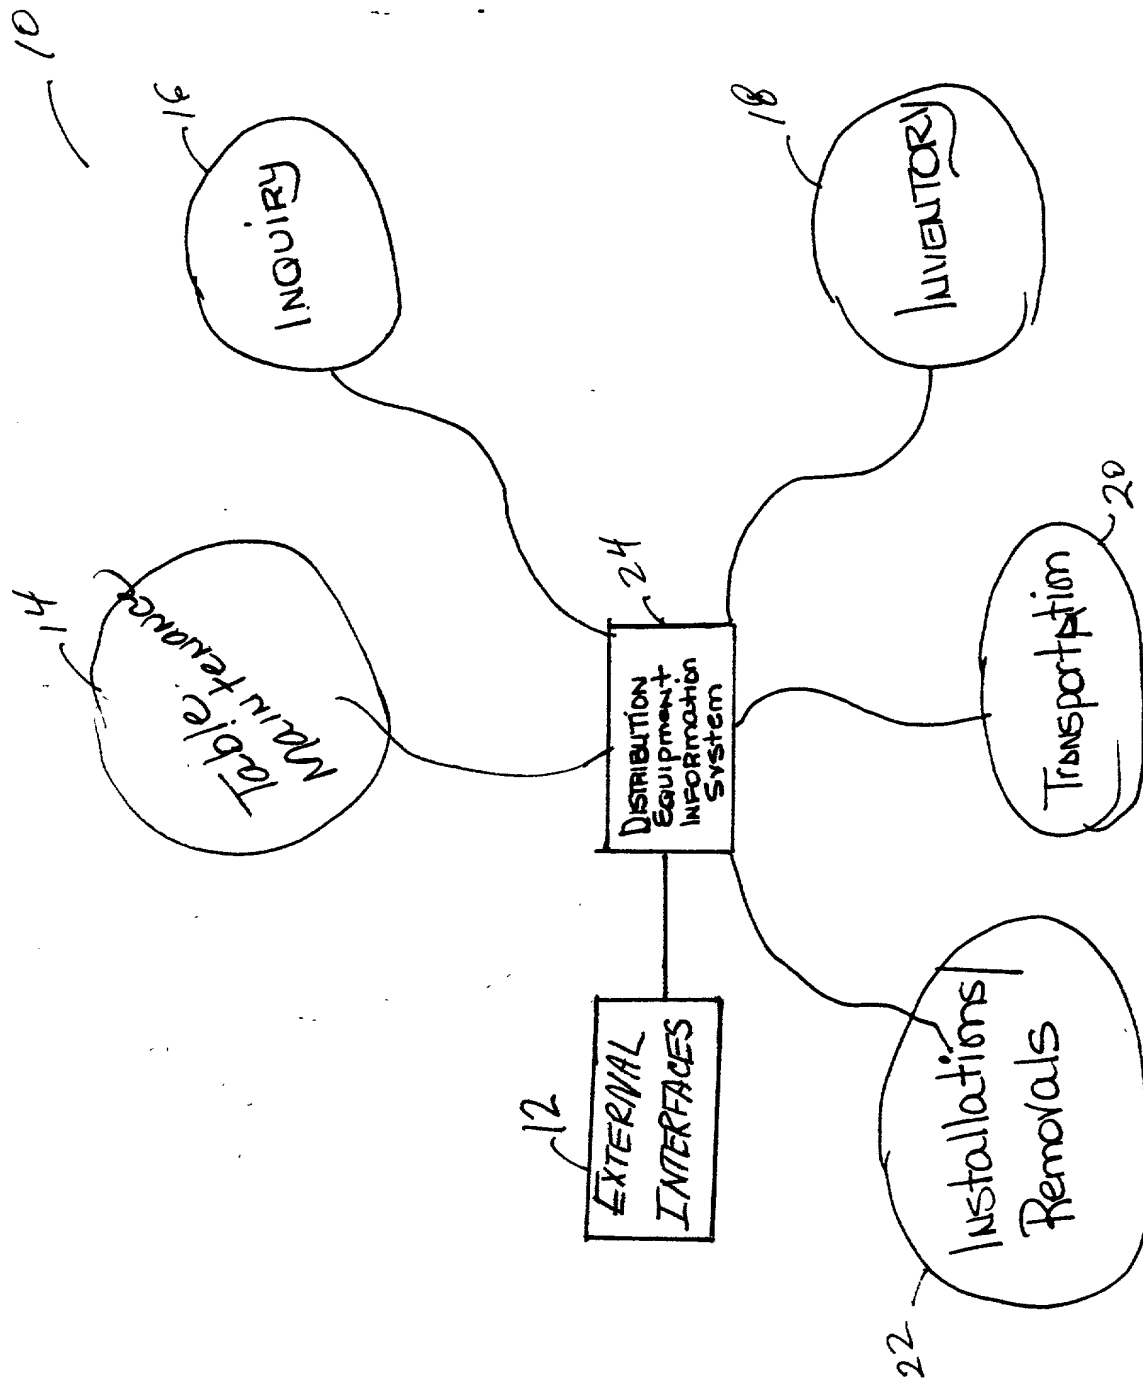 10
14
Table
Maintenance
16
INQUIRY
12
EXTERNAL
INTERFACES
24
DISTRIBUTION
EQUIPMENT
INFORMATION
SYSTEM
22
Installations/
Removals
20
Transportation
18
INVENTORY